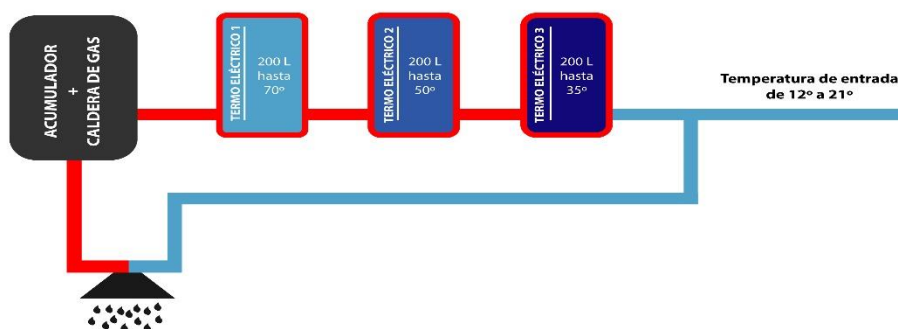 ACUMULADOR
+
CALDERA DE GAS
TERMO ELÉCTRICO 1
200 L
hasta
70º
TERMO ELÉCTRICO 2
200 L
hasta
50º
TERMO ELÉCTRICO 3
200 L
hasta
35º
Temperatura de entrada
de 12º a 21º